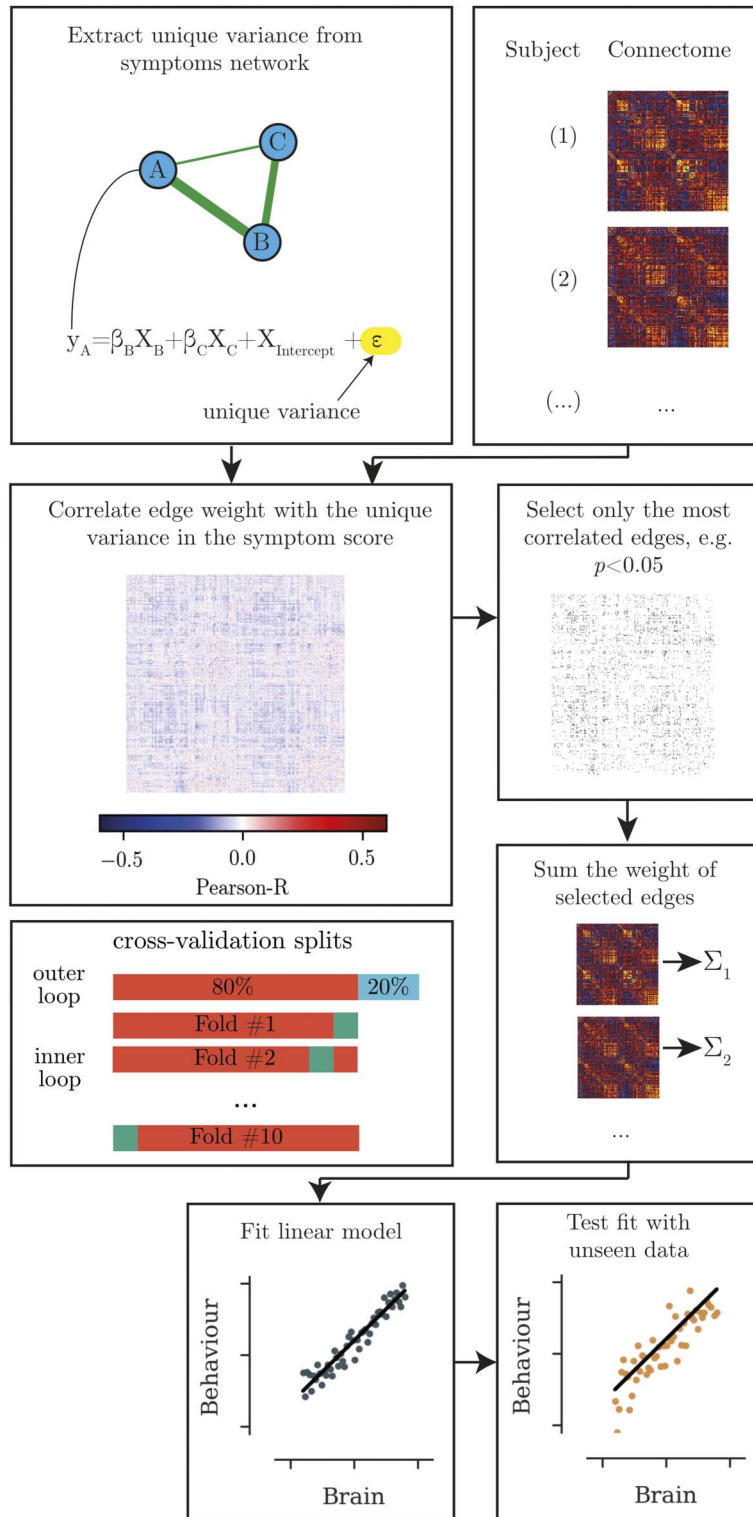 Extract unique variance from
symptoms network
A
C
B
y_A=β_BX_B+β_CX_C+X_Intercept + ε
unique variance
Subject Connectome
(1)
(2)
(...) ...
Correlate edge weight with the unique
variance in the symptom score
−0.5 0.0 0.5
Pearson-R
Select only the most
correlated edges, e.g.
p<0.05
Sum the weight of
selected edges
Σ_1
Σ_2
...
cross-validation splits
outer
loop
80% 20%
Fold #1
inner
loop
Fold #2
...
Fold #10
Fit linear model
Behaviour
Brain
Test fit with
unseen data
Behaviour
Brain